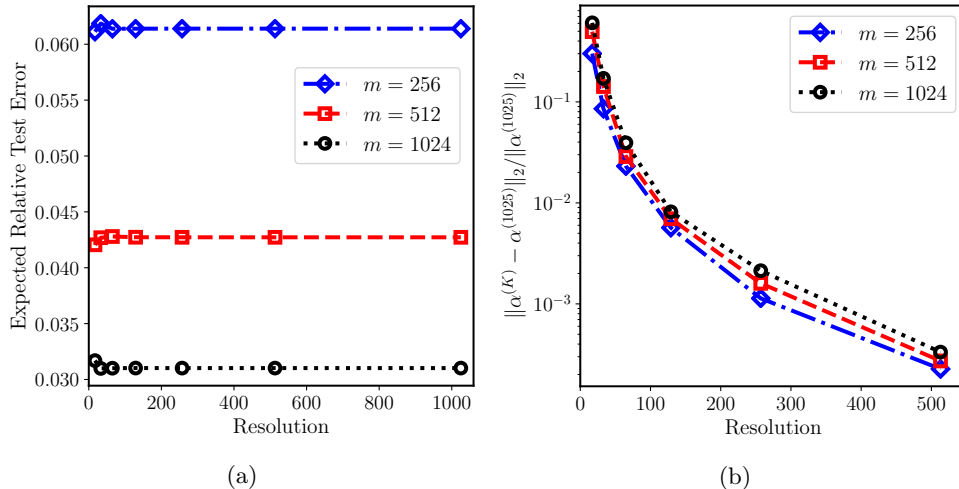 0.060
0.055
0.050
0.045
0.040
0.035
0.030
Expected Relative Test Error
m = 256
m = 512
m = 1024
0 200 400 600 800 1000
Resolution
(a)
10⁻¹
10⁻²
10⁻³
||α^(K) − α^(1025)||₂/||α^(1025)||₂
m = 256
m = 512
m = 1024
0 100 200 300 400 500
Resolution
(b)